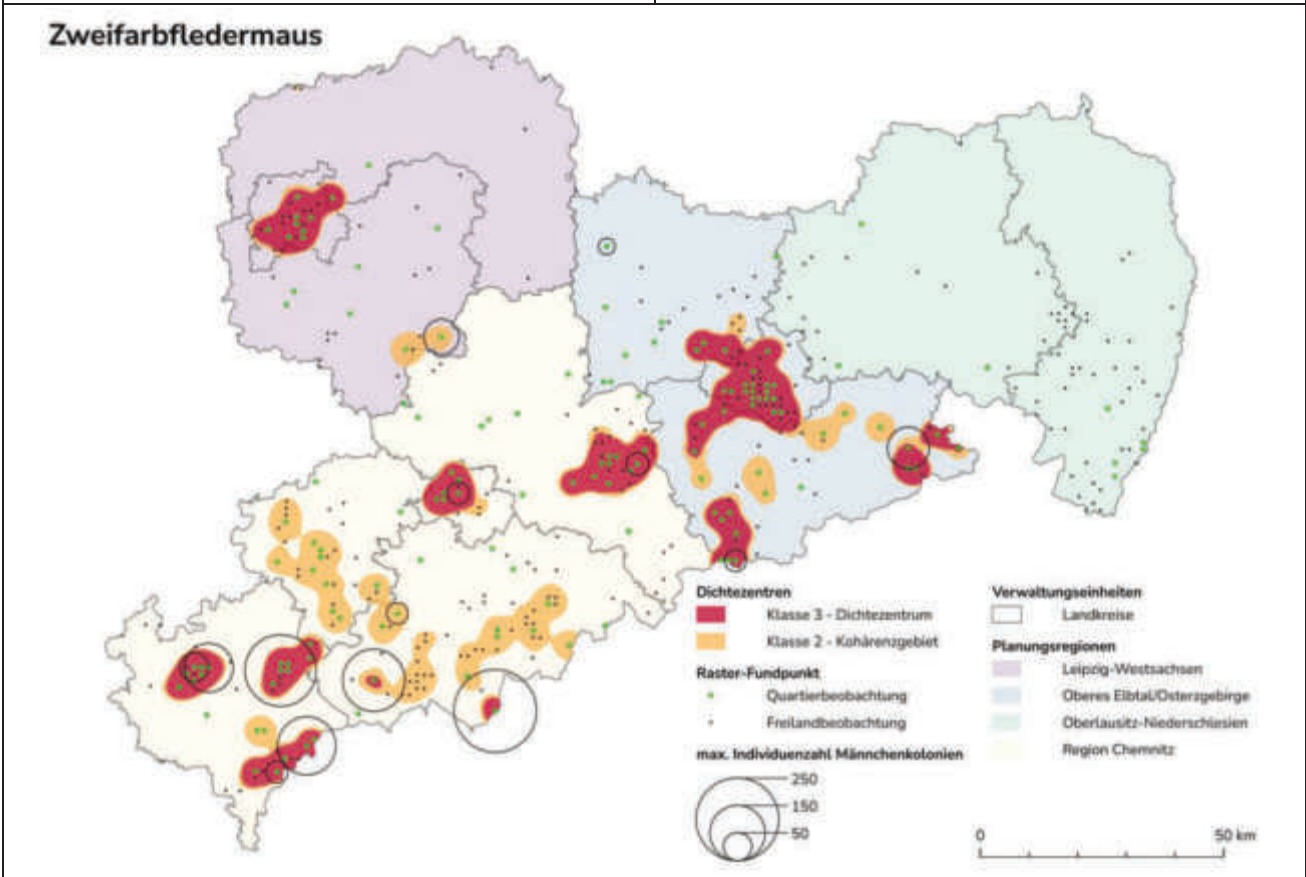 Zweifarbfledermaus
Dichtezentren
Klasse 3 - Dichtezentrum
Klasse 2 - Kohärenzgebiet
Raster-Fundpunkt
Quartierbeobachtung
Freilandbeobachtung
max. Individuenzahl Männchenkolonien
250
150
50
Verwaltungseinheiten
Landkreise
Planungsregionen
Leipzig-Westsachsen
Oberes Elbtal/Osterzgebirge
Oberlausitz-Niederschlesien
Region Chemnitz
0 50 km